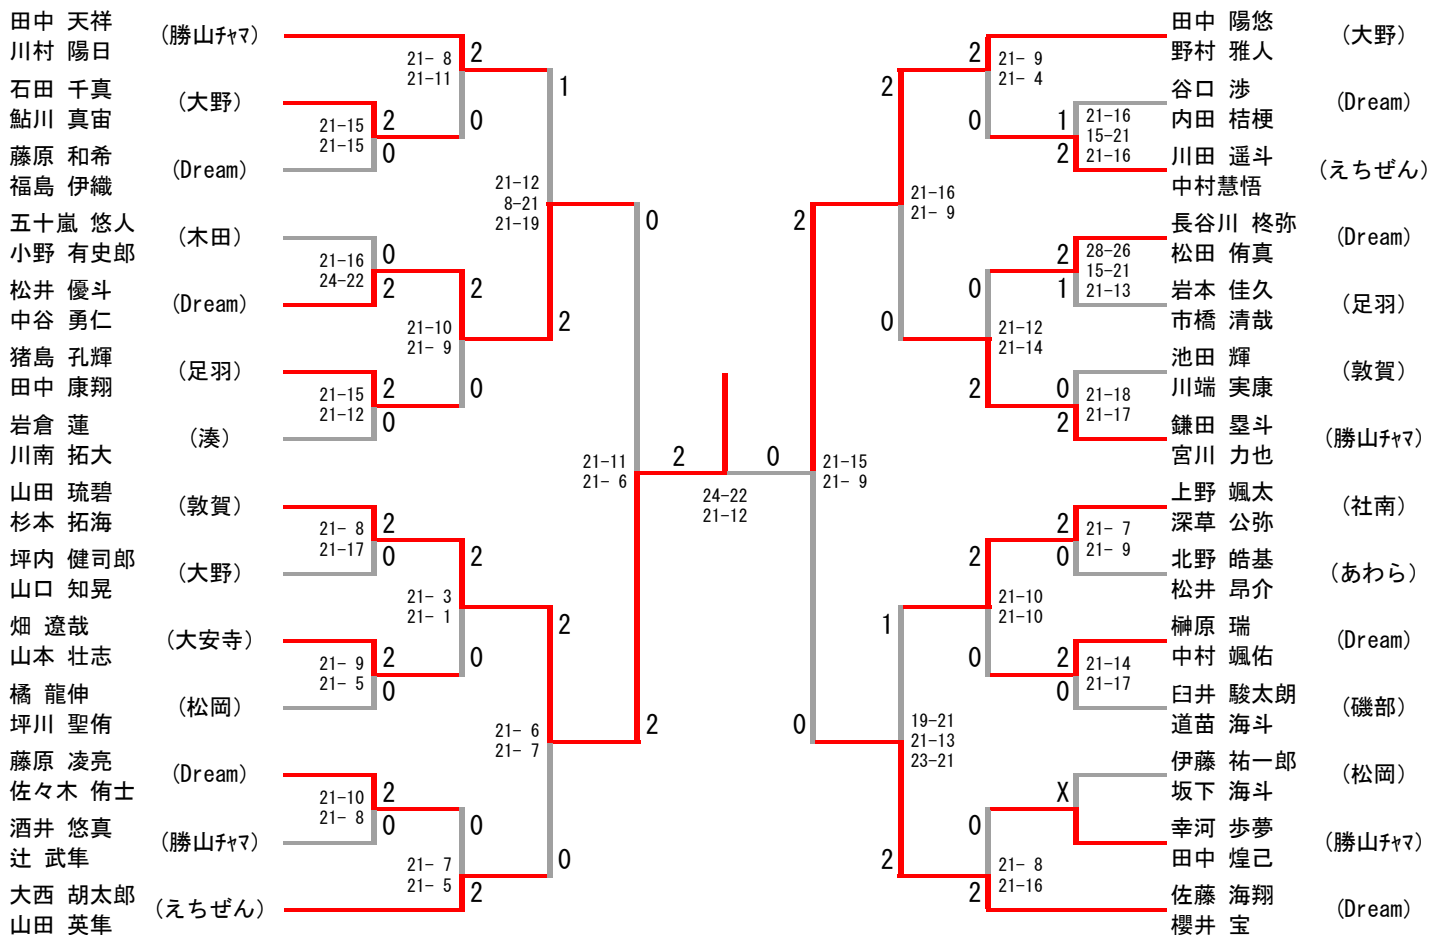 田中 天祥
川村 陽日
(勝山ﾁｬﾏ)
石田 千真
鮎川 真宙
(大野)
藤原 和希
福島 伊織
(Dream)
五十嵐 悠人
小野 有史郎
(木田)
松井 優斗
中谷 勇仁
(Dream)
猪島 孔輝
田中 康翔
(足羽)
岩倉 蓮
川南 拓大
(湊)
山田 琉碧
杉本 拓海
(敦賀)
坪内 健司郎
山口 知晃
(大野)
畑 遼哉
山本 壮志
(大安寺)
橘 龍伸
坪川 聖侑
(松岡)
藤原 凌亮
佐々木 侑士
(Dream)
酒井 悠真
辻 武隼
(勝山ﾁｬﾏ)
大西 胡太郎
山田 英隼
(えちぜん)
21-15
21-15
2
0
21-16
24-22
0
2
21-15
21-12
2
0
21- 8
21-17
2
0
21- 9
21- 5
2
0
21-10
21- 8
2
0
21- 8
21-11
2
0
21-10
21- 9
2
0
21- 3
21- 1
2
0
21- 7
21- 5
0
2
21-12
8-21
21-19
1
2
21- 6
21- 7
2
0
21-11
21- 6
0
2
2
0
24-22
21-12
2
0
21-15
21- 9
2
0
21-16
21- 9
1
2
19-21
21-13
23-21
2
0
21- 9
21- 4
0
2
21-12
21-14
2
0
21-10
21-10
0
2
21- 8
21-16
1
2
21-16
15-21
21-16
2
1
28-26
15-21
21-13
0
2
21-18
21-17
2
0
21- 7
21- 9
2
0
21-14
21-17
X
田中 陽悠
野村 雅人
(大野)
谷口 渉
内田 桔梗
(Dream)
川田 遥斗
中村慧悟
(えちぜん)
長谷川 柊弥
松田 侑真
(Dream)
岩本 佳久
市橋 清哉
(足羽)
池田 輝
川端 実康
(敦賀)
鎌田 塁斗
宮川 力也
(勝山ﾁｬﾏ)
上野 颯太
深草 公弥
(社南)
北野 皓基
松井 昂介
(あわら)
榊原 瑞
中村 颯佑
(Dream)
臼井 駿太朗
道苗 海斗
(磯部)
伊藤 祐一郎
坂下 海斗
(松岡)
幸河 歩夢
田中 煌己
(勝山ﾁｬﾏ)
佐藤 海翔
櫻井 宝
(Dream)